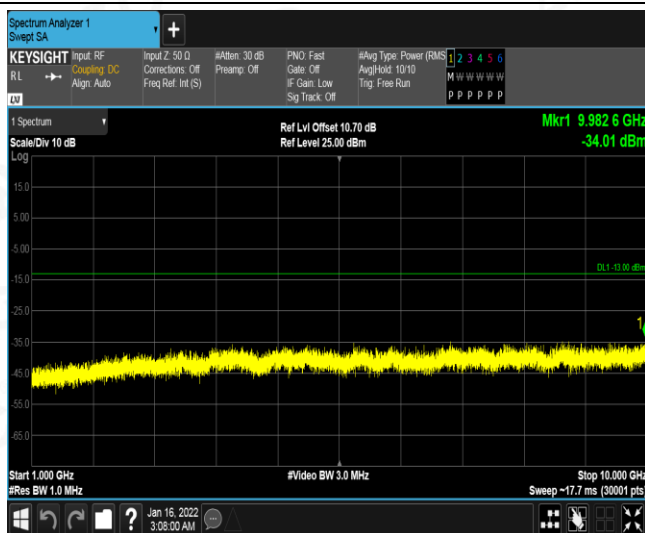 Spectrum Analyzer 1
Swept SA
+
KEYSIGHT
RL
LXI
Input: RF
Coupling: DC
Align: Auto
Input Z: 50 Ω
Corrections: Off
Freq Ref: Int (S)
#Atten: 30 dB
Preamp: Off
PNO: Fast
Gate: Off
IF Gain: Low
Sig Track: Off
#Avg Type: Power (RMS
Avg|Hold: 10/10
Trig: Free Run
1 2 3 4 5 6
M W W W W W
P P P P P P
1 Spectrum
Scale/Div 10 dB
Log
Ref Lvl Offset 10.70 dB
Ref Level 25.00 dBm
Mkr1 9.982 6 GHz
-34.01 dBm
15.0
5.00
-5.00
DL1 -13.00 dBm
-15.0
-25.0
1
-35.0
-45.0
-55.0
-65.0
Start 1.000 GHz
#Video BW 3.0 MHz
Stop 10.000 GHz
#Res BW 1.0 MHz
Sweep ~17.7 ms (30001 pts)
?
Jan 16, 2022
3:08:00 AM